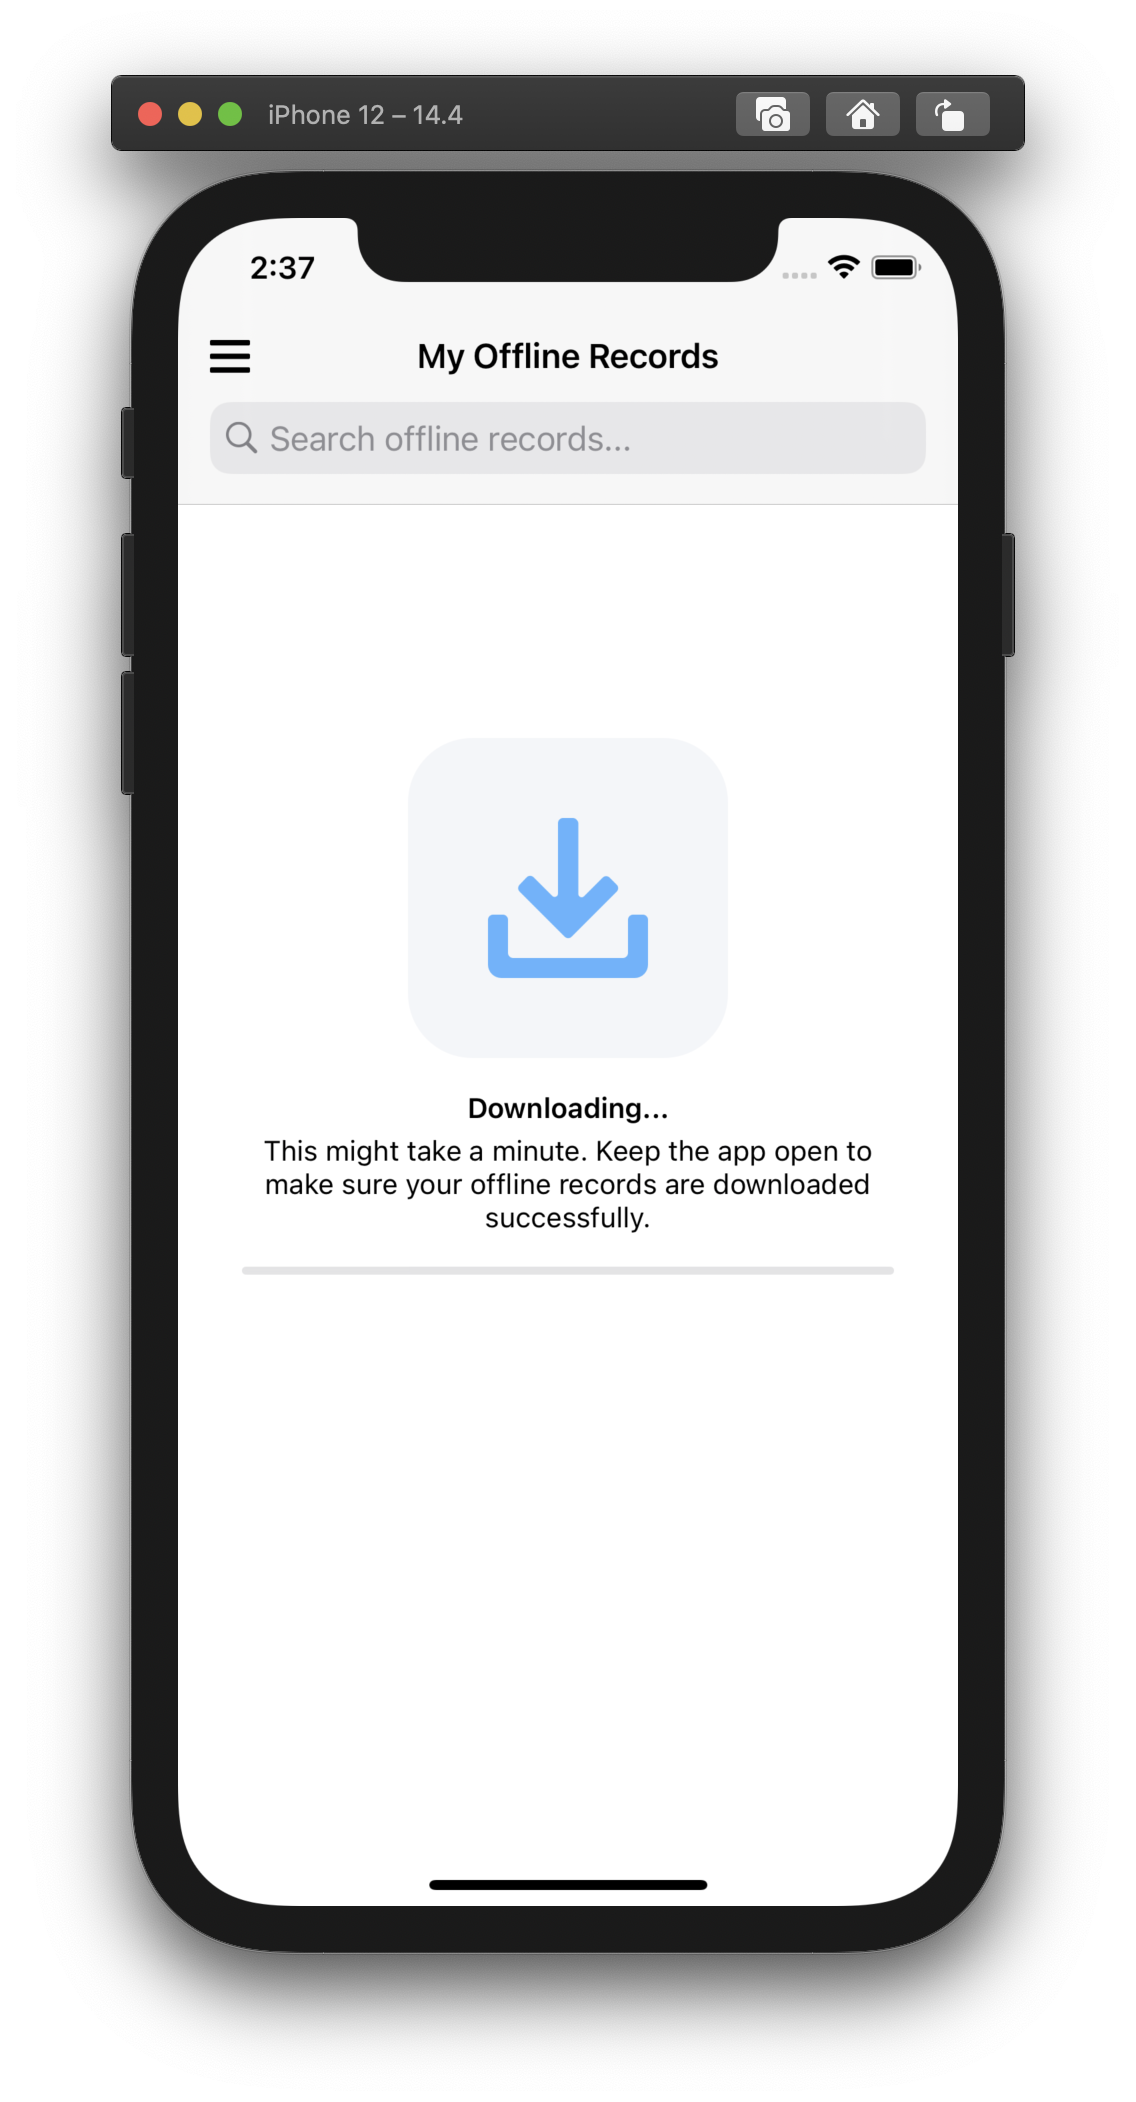 iPhone 12 – 14.4
2:37
My Offline Records
Search offline records...
Downloading...
This might take a minute. Keep the app open to
make sure your offline records are downloaded
successfully.